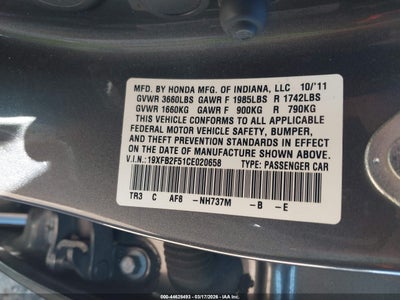 MFD. BY HONDA MFG. OF INDIANA, LLC 10/'11
GVWR 3660LBS GAWR F 1985LBS R 1742LBS
GVWR 1660KG GAWR F 900KG R 790KG
THIS VEHICLE CONFORMS TO ALL APPLICABLE
FEDERAL MOTOR VEHICLE SAFETY, BUMPER,
AND THEFT PREVENTION STANDARDS IN EFFECT
ON THE DATE OF MANUFACTURE SHOWN ABOVE.
V.I.N.: 19XFB2F51CE020658 TYPE: PASSENGER CAR
TR3 C AF8 -NH737M -B -E
000-44628493 03/17/2026 IAA, LLC